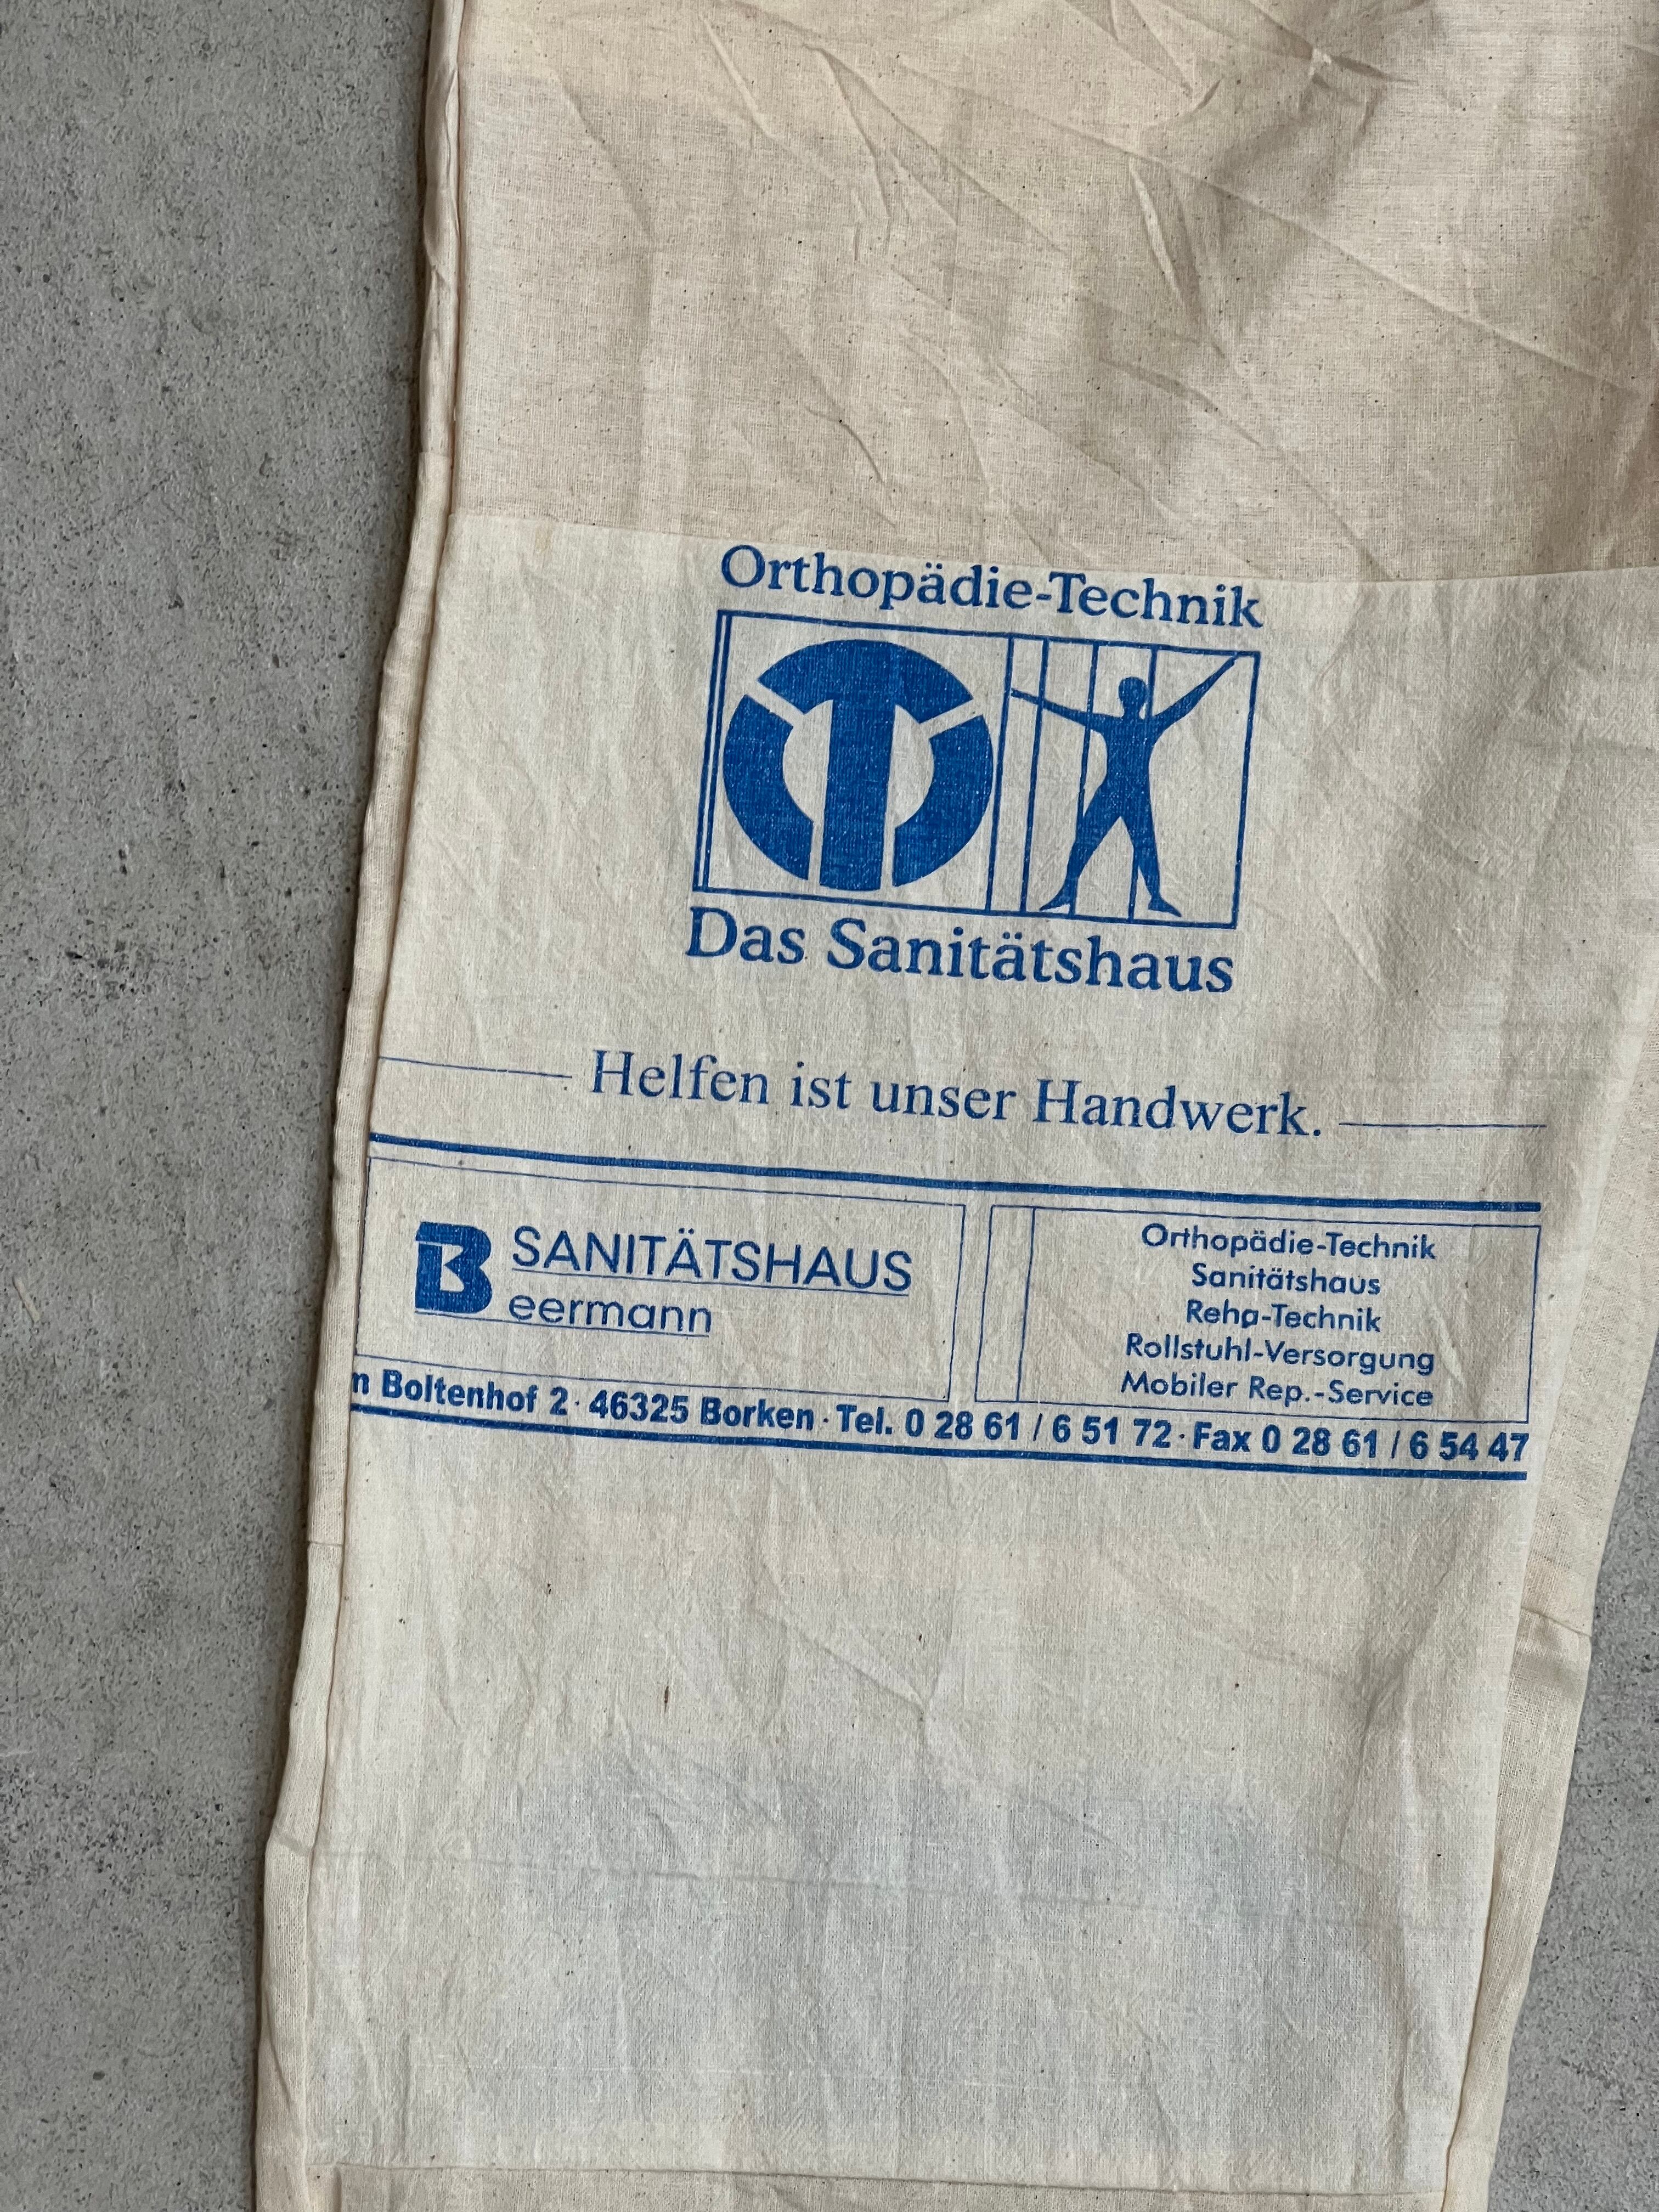 Orthopädie-Technik
Das Sanitätshaus
Helfen ist unser Handwerk.
B SANITÄTSHAUS
eermann
Orthopädie-Technik
Sanitätshaus
Reha-Technik
Rollstuhl-Versorgung
Mobiler Rep.-Service
Boltenhof 2 · 46325 Borken · Tel. 0 28 61 / 6 51 72 · Fax 0 28 61 / 6 54 47